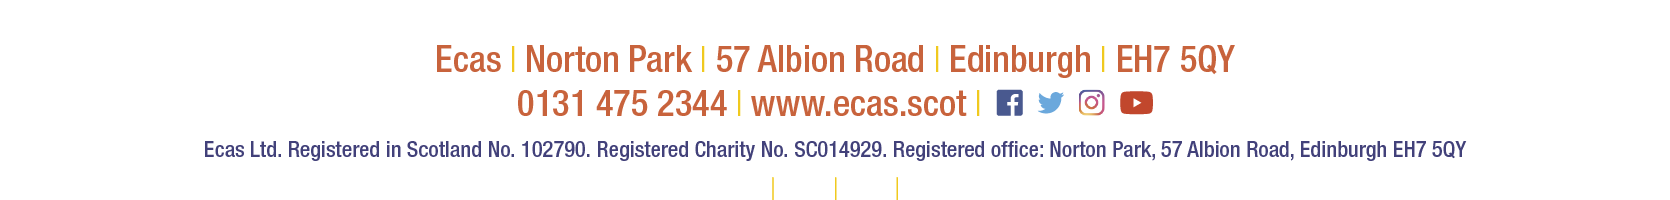 Ecas | Norton Park | 57 Albion Road | Edinburgh | EH7 5QY
0131 475 2344 | www.ecas.scot |
Ecas Ltd. Registered in Scotland No. 102790. Registered Charity No. SC014929. Registered office: Norton Park, 57 Albion Road, Edinburgh EH7 5QY